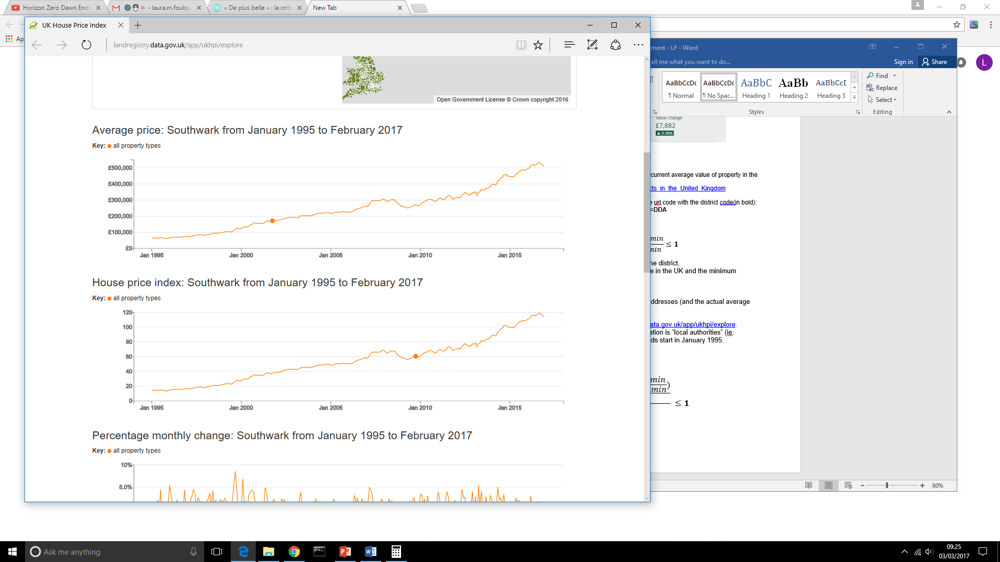 Horizon Zero Dawn Endi
- laura.m.foulqu
« De plus belle » : la critic
New Tab
Ap
UK House Price Index
landregistry.data.gov.uk/app/ukhpi/explore
Open Government License © Crown copyright 2016
Average price: Southwark from January 1995 to February 2017
Key: all property types
£500,000
£400,000
£300,000
£200,000
£100,000
£0
Jan 1995 Jan 2000 Jan 2005 Jan 2010 Jan 2015
House price index: Southwark from January 1995 to February 2017
Key: all property types
120
100
80
60
40
20
0
Jan 1995 Jan 2000 Jan 2005 Jan 2010 Jan 2015
Percentage monthly change: Southwark from January 1995 to February 2017
Key: all property types
10%
5.0%
ment - LF - Word
ell me what you want to do...
Sign in Share
L
AaBbCcDc AaBbCcDc AaBbC AaBb AaBbCcI
¶ Normal ¶ No Spac... Heading 1 Heading 2 Heading 3
Styles
Find
Replace
Select
Editing
Value change
£7,882
▲ 0.38%
current average value of property in the
cts_in_the_United_Kingdom
e url code with the district code(in bold):
=DDA
min
min
≤ 1
he district,
e in the UK and the minimum
ddresses (and the actual average
ata.gov.uk/app/ukhpi/explore.
ation is “local authorities” (ie:
ds start in January 1995.
min
min
)
≤ 1
80%
Ask me anything
09:25
03/03/2017